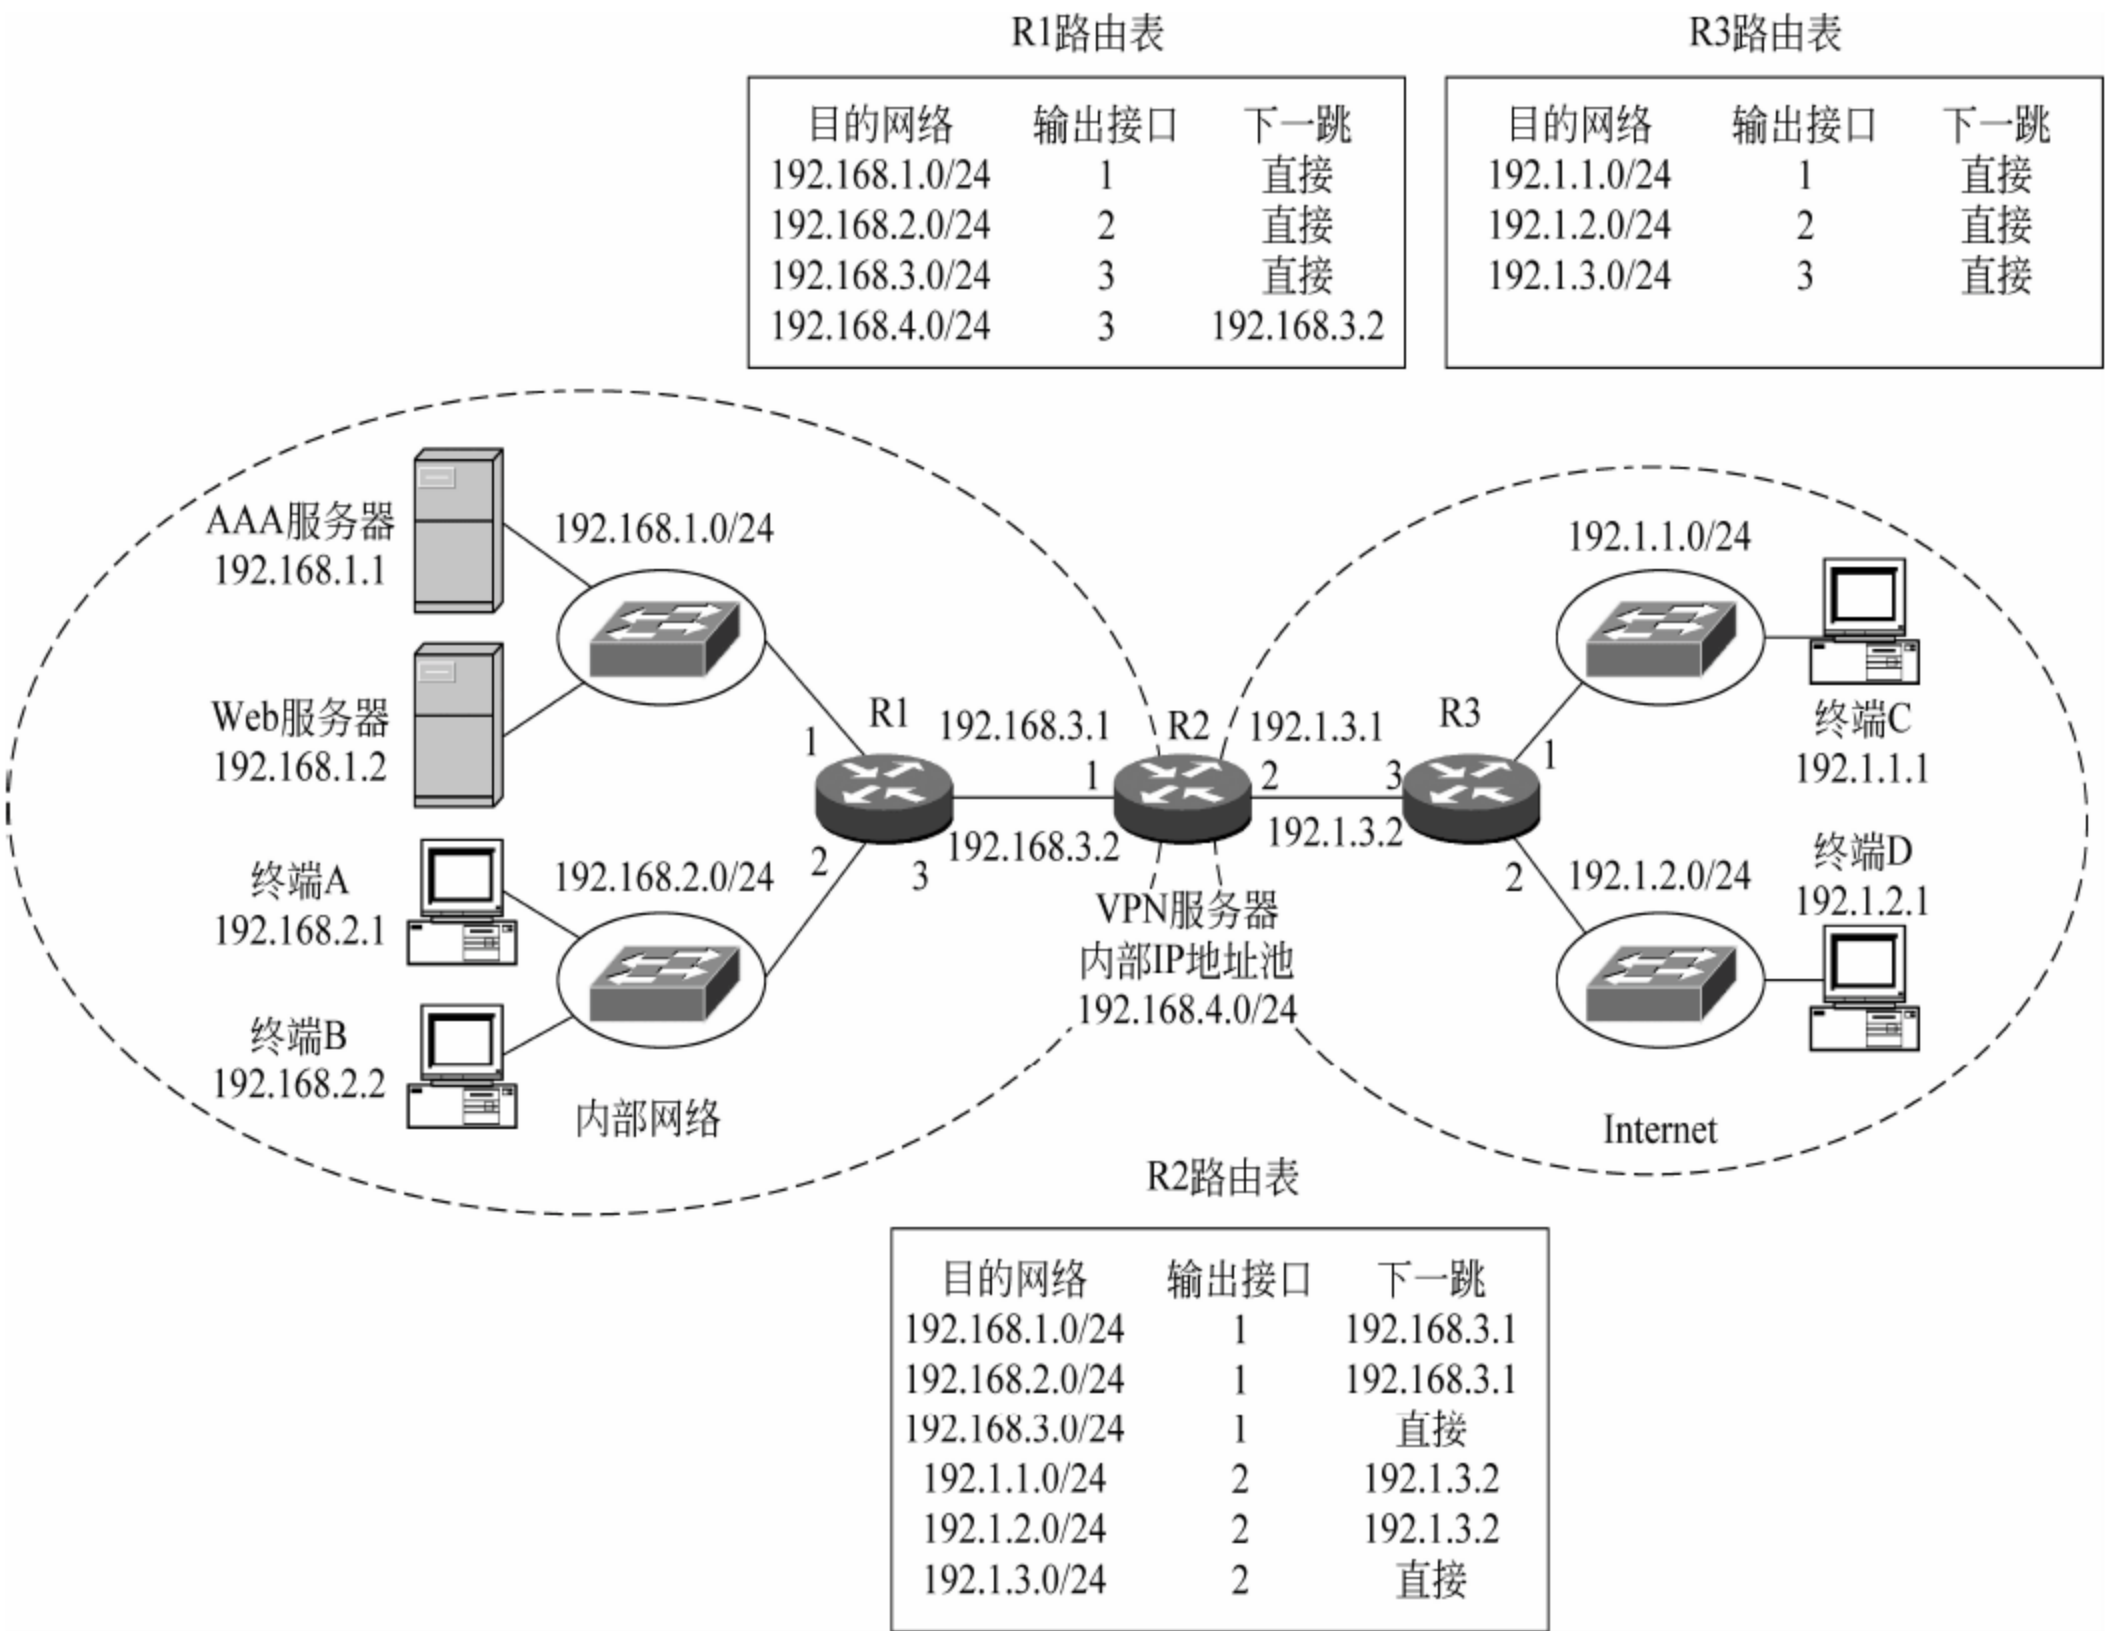 R1路由表
目的网络 输出接口 下一跳
192.168.1.0/24 1 直接
192.168.2.0/24 2 直接
192.168.3.0/24 3 直接
192.168.4.0/24 3 192.168.3.2
R3路由表
目的网络 输出接口 下一跳
192.1.1.0/24 1 直接
192.1.2.0/24 2 直接
192.1.3.0/24 3 直接
AAA服务器
192.168.1.1
192.168.1.0/24
Web服务器
192.168.1.2
终端A
192.168.2.1
192.168.2.0/24
终端B
192.168.2.2
内部网络
R1
1
2
3
192.168.3.1
192.168.3.2
R2
1
2
192.1.3.1
192.1.3.2
VPN服务器
内部IP地址池
192.168.4.0/24
R3
3
1
2
192.1.1.0/24
终端C
192.1.1.1
终端D
192.1.2.1
192.1.2.0/24
Internet
R2路由表
目的网络 输出接口 下一跳
192.168.1.0/24 1 192.168.3.1
192.168.2.0/24 1 192.168.3.1
192.168.3.0/24 1 直接
192.1.1.0/24 2 192.1.3.2
192.1.2.0/24 2 192.1.3.2
192.1.3.0/24 2 直接